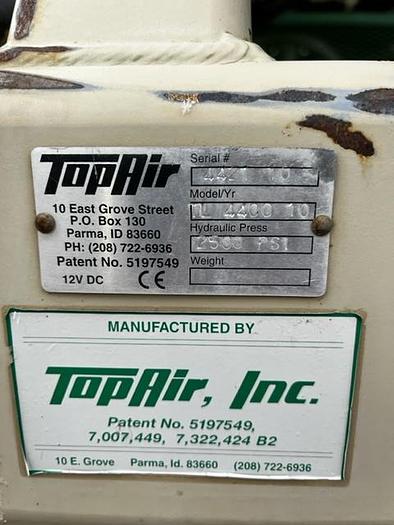 TopAir
10 East Grove Street
P.O. Box 130
Parma, ID 83660
PH: (208) 722-6936
Patent No. 5197549
12V DC CE
Serial #
Model/Yr
4400 10
Hydraulic Press
2500 PSI
Weight
MANUFACTURED BY
TopAir, Inc.
Patent No. 5197549,
7,007,449, 7,322,424 B2
10 E. Grove Parma, Id. 83660 (208) 722-6936